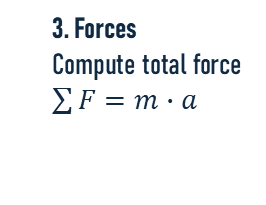 3. Forces
Compute total force
∑ F = m · a